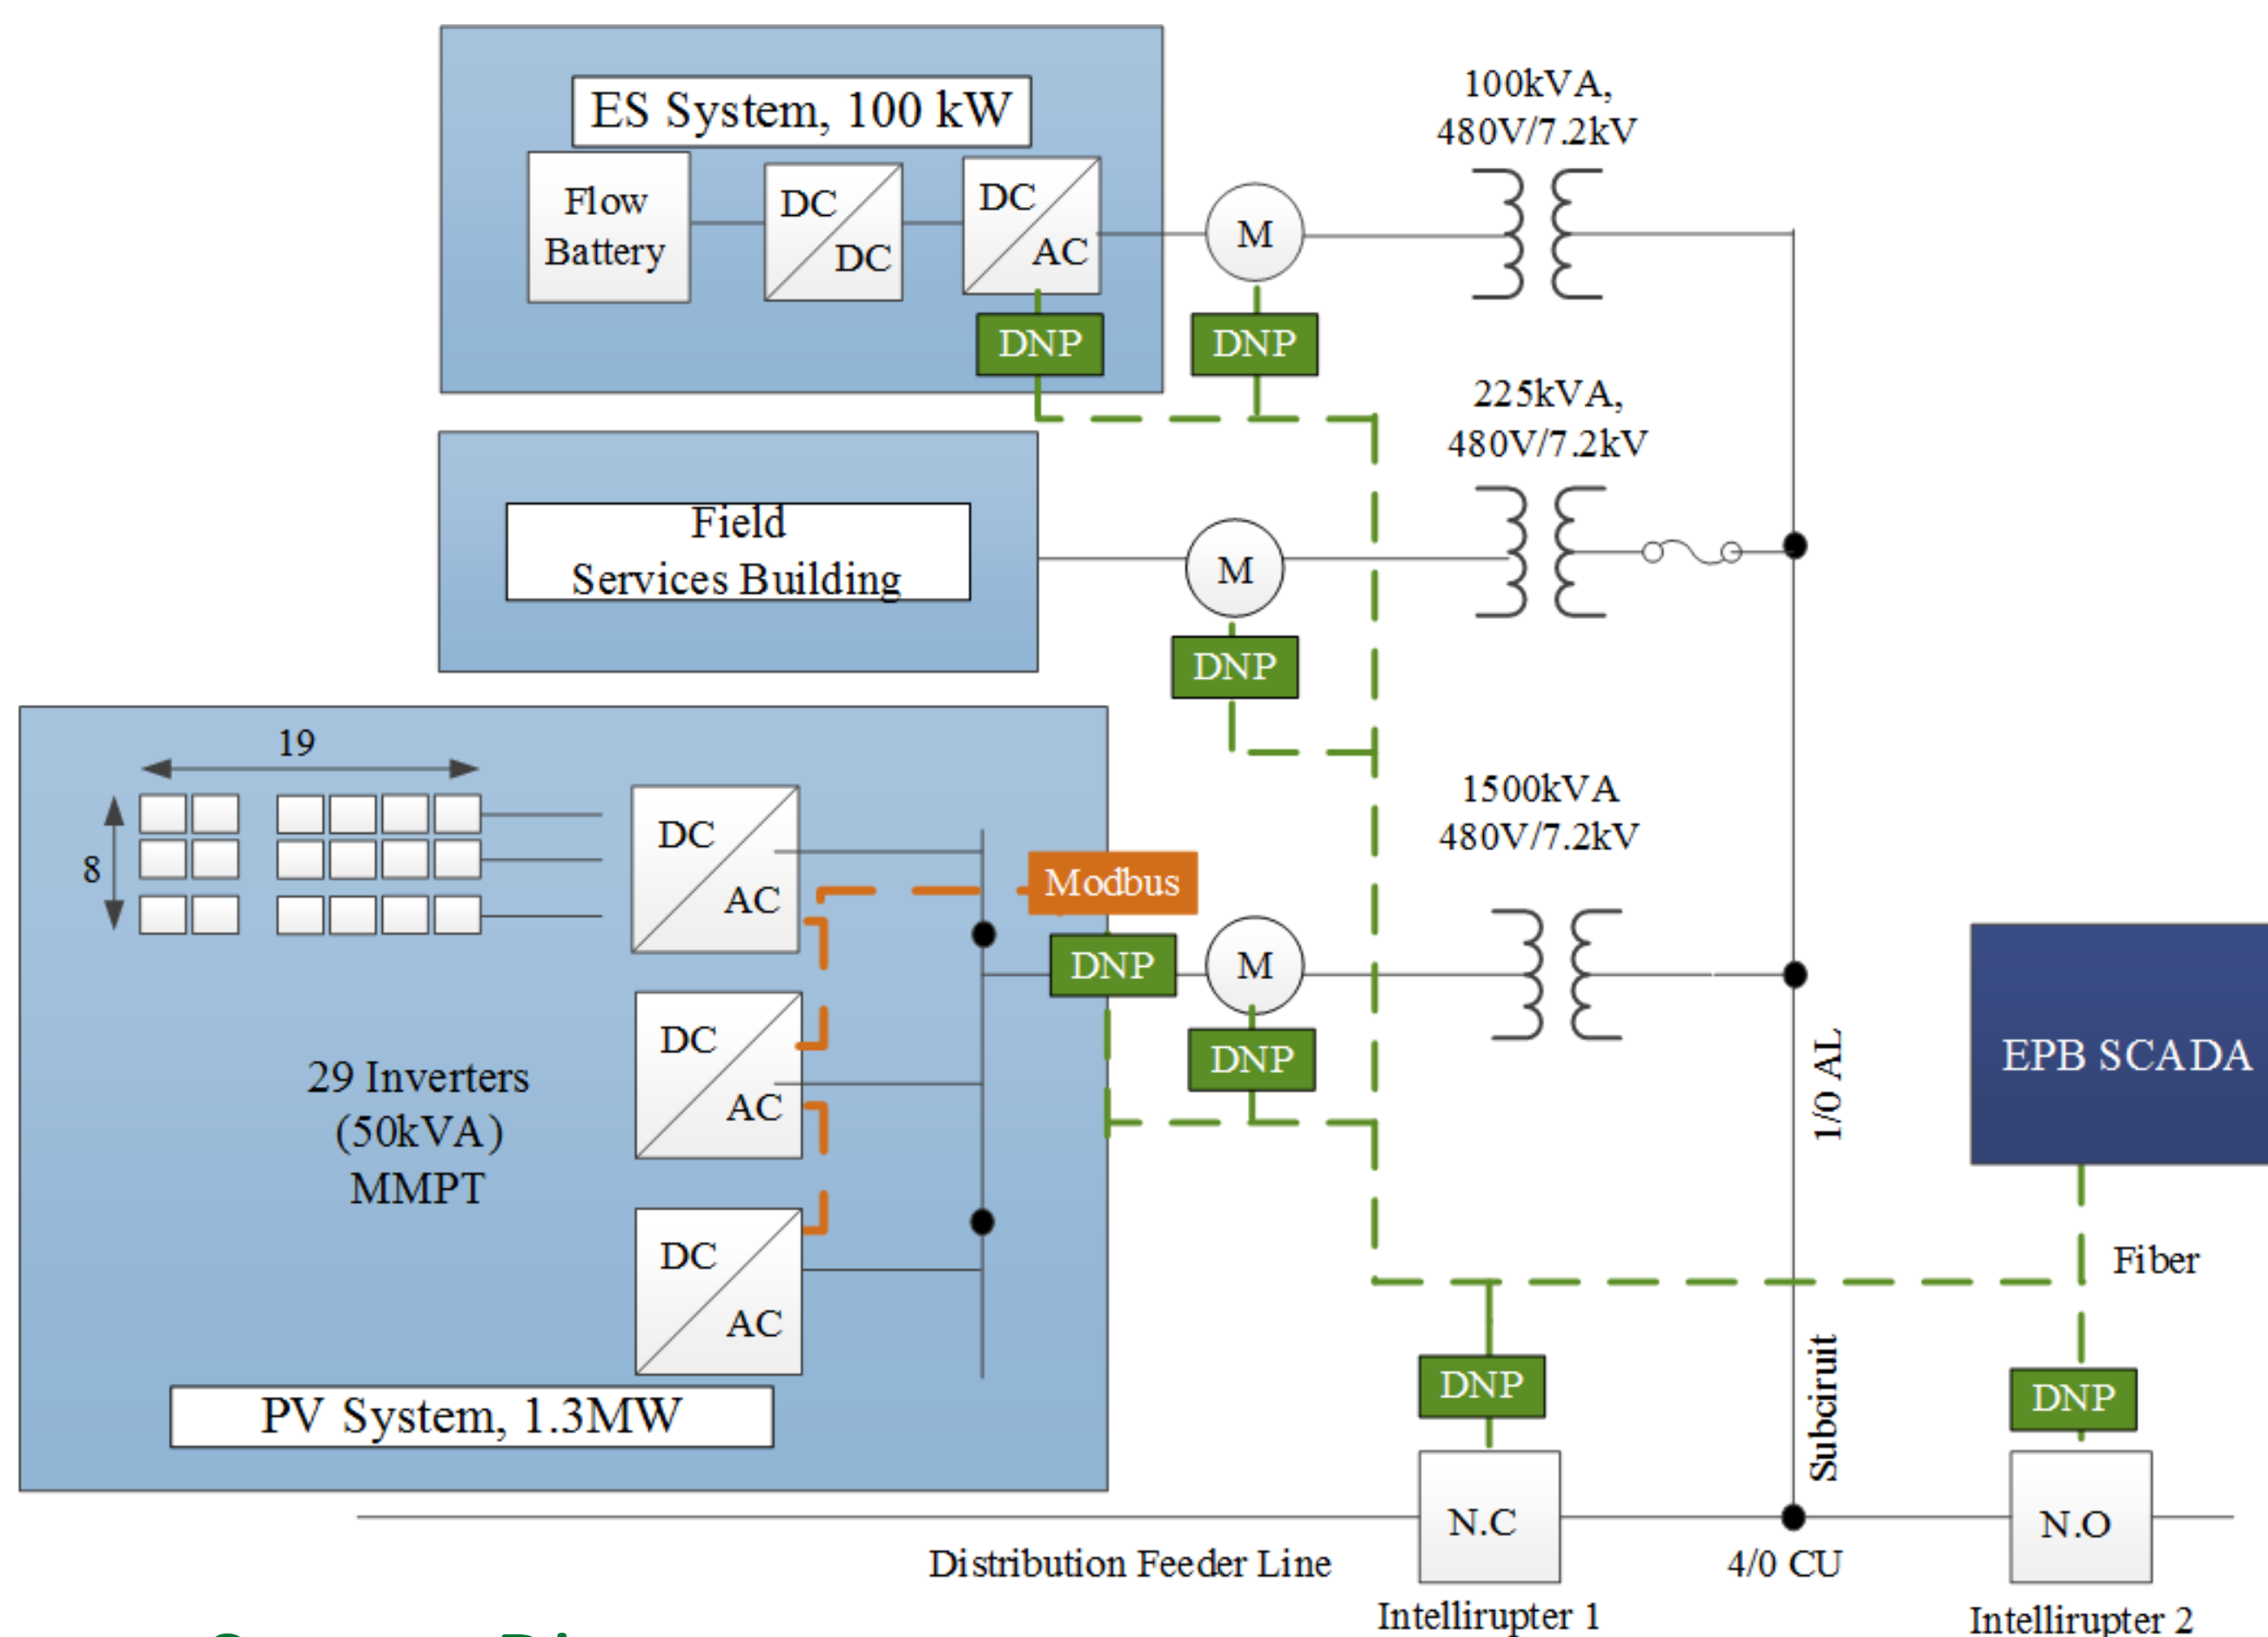 ES System, 100 kW
Flow
Battery
DC
DC
DC
AC
M
DNP
DNP
100kVA,
480V/7.2kV
Field
Services Building
M
DNP
225kVA,
480V/7.2kV
19
8
DC
AC
Modbus
DNP
M
DNP
1500kVA
480V/7.2kV
29 Inverters
(50kVA)
MMPT
DC
AC
DC
AC
PV System, 1.3MW
1/0 AL
EPB SCADA
Fiber
Subciruit
DNP
DNP
N.C
N.O
Distribution Feeder Line
4/0 CU
Intellirupter 1
Intellirupter 2